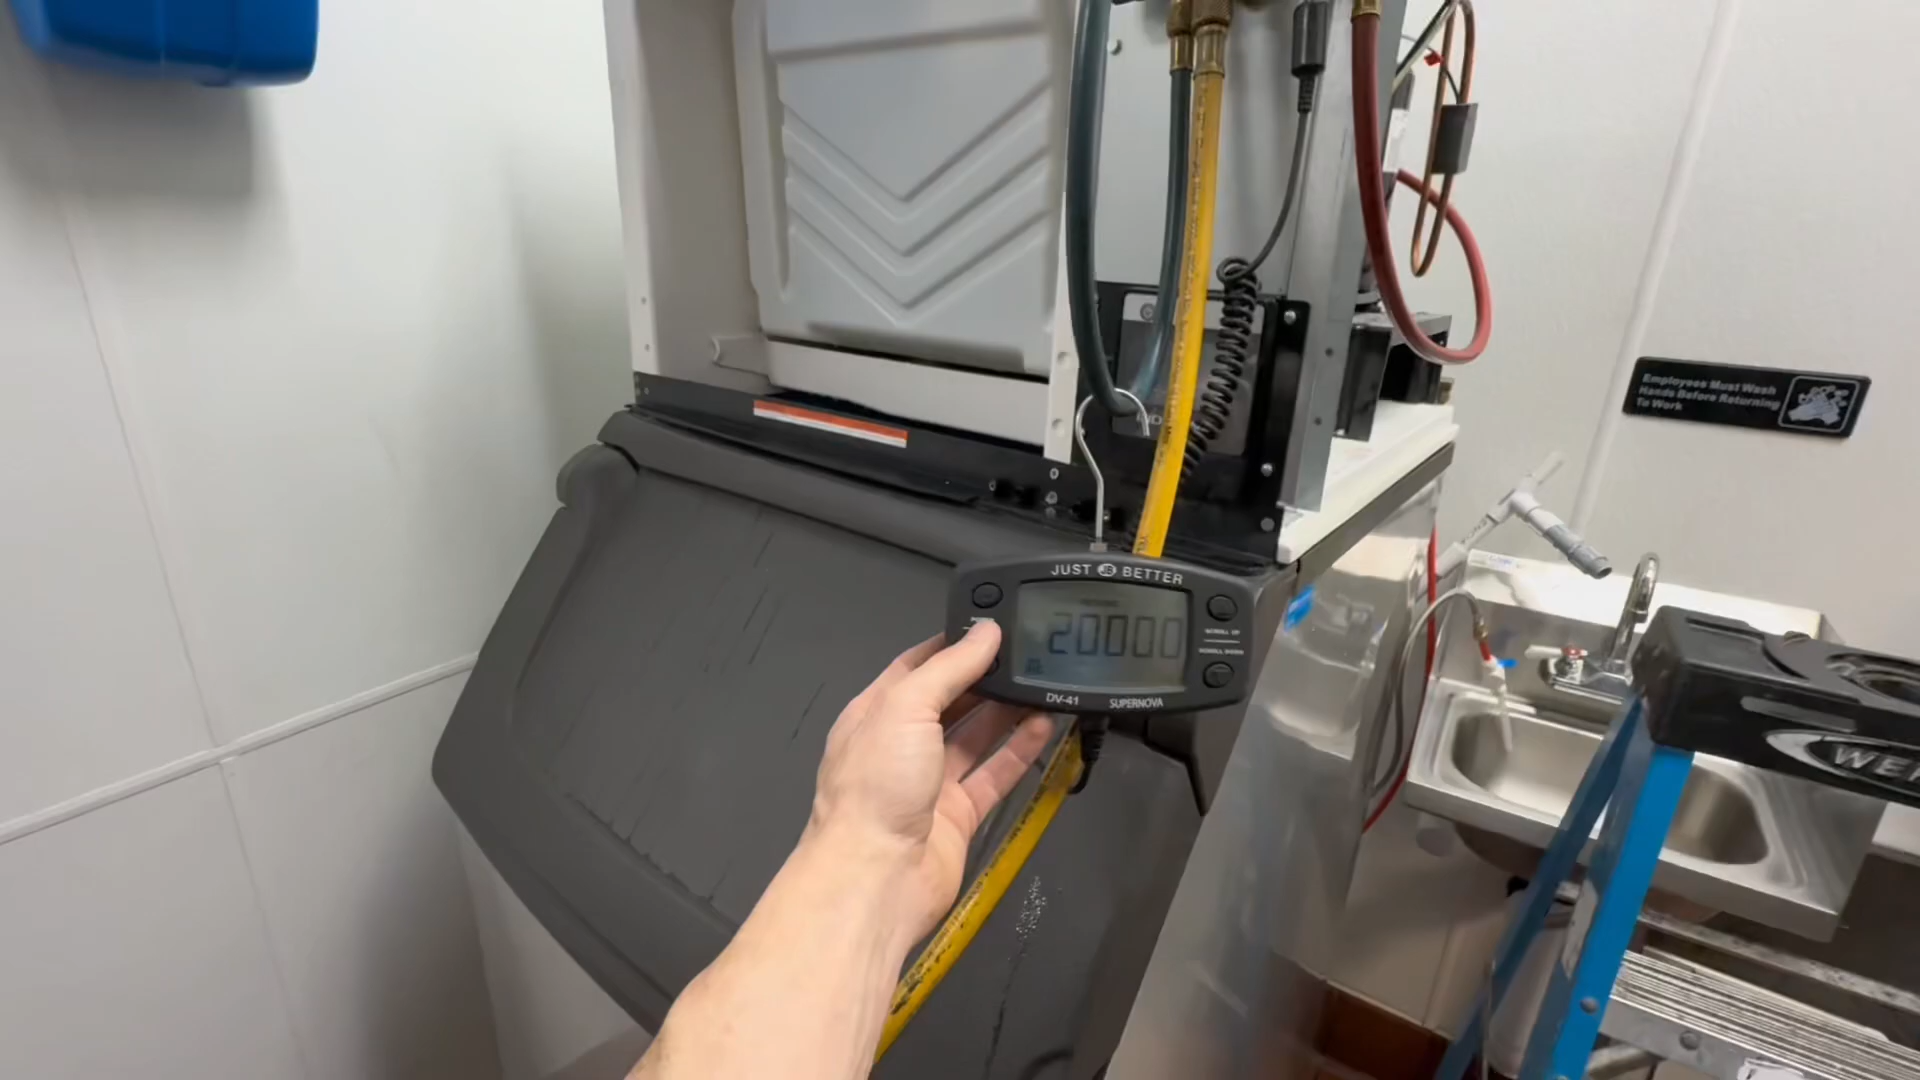 Employees Must Wash
Hands Before Returning
To Work
JUST JB BETTER
20000
SCROLL UP
SCROLL DOWN
DV-41 SUPERNOVA